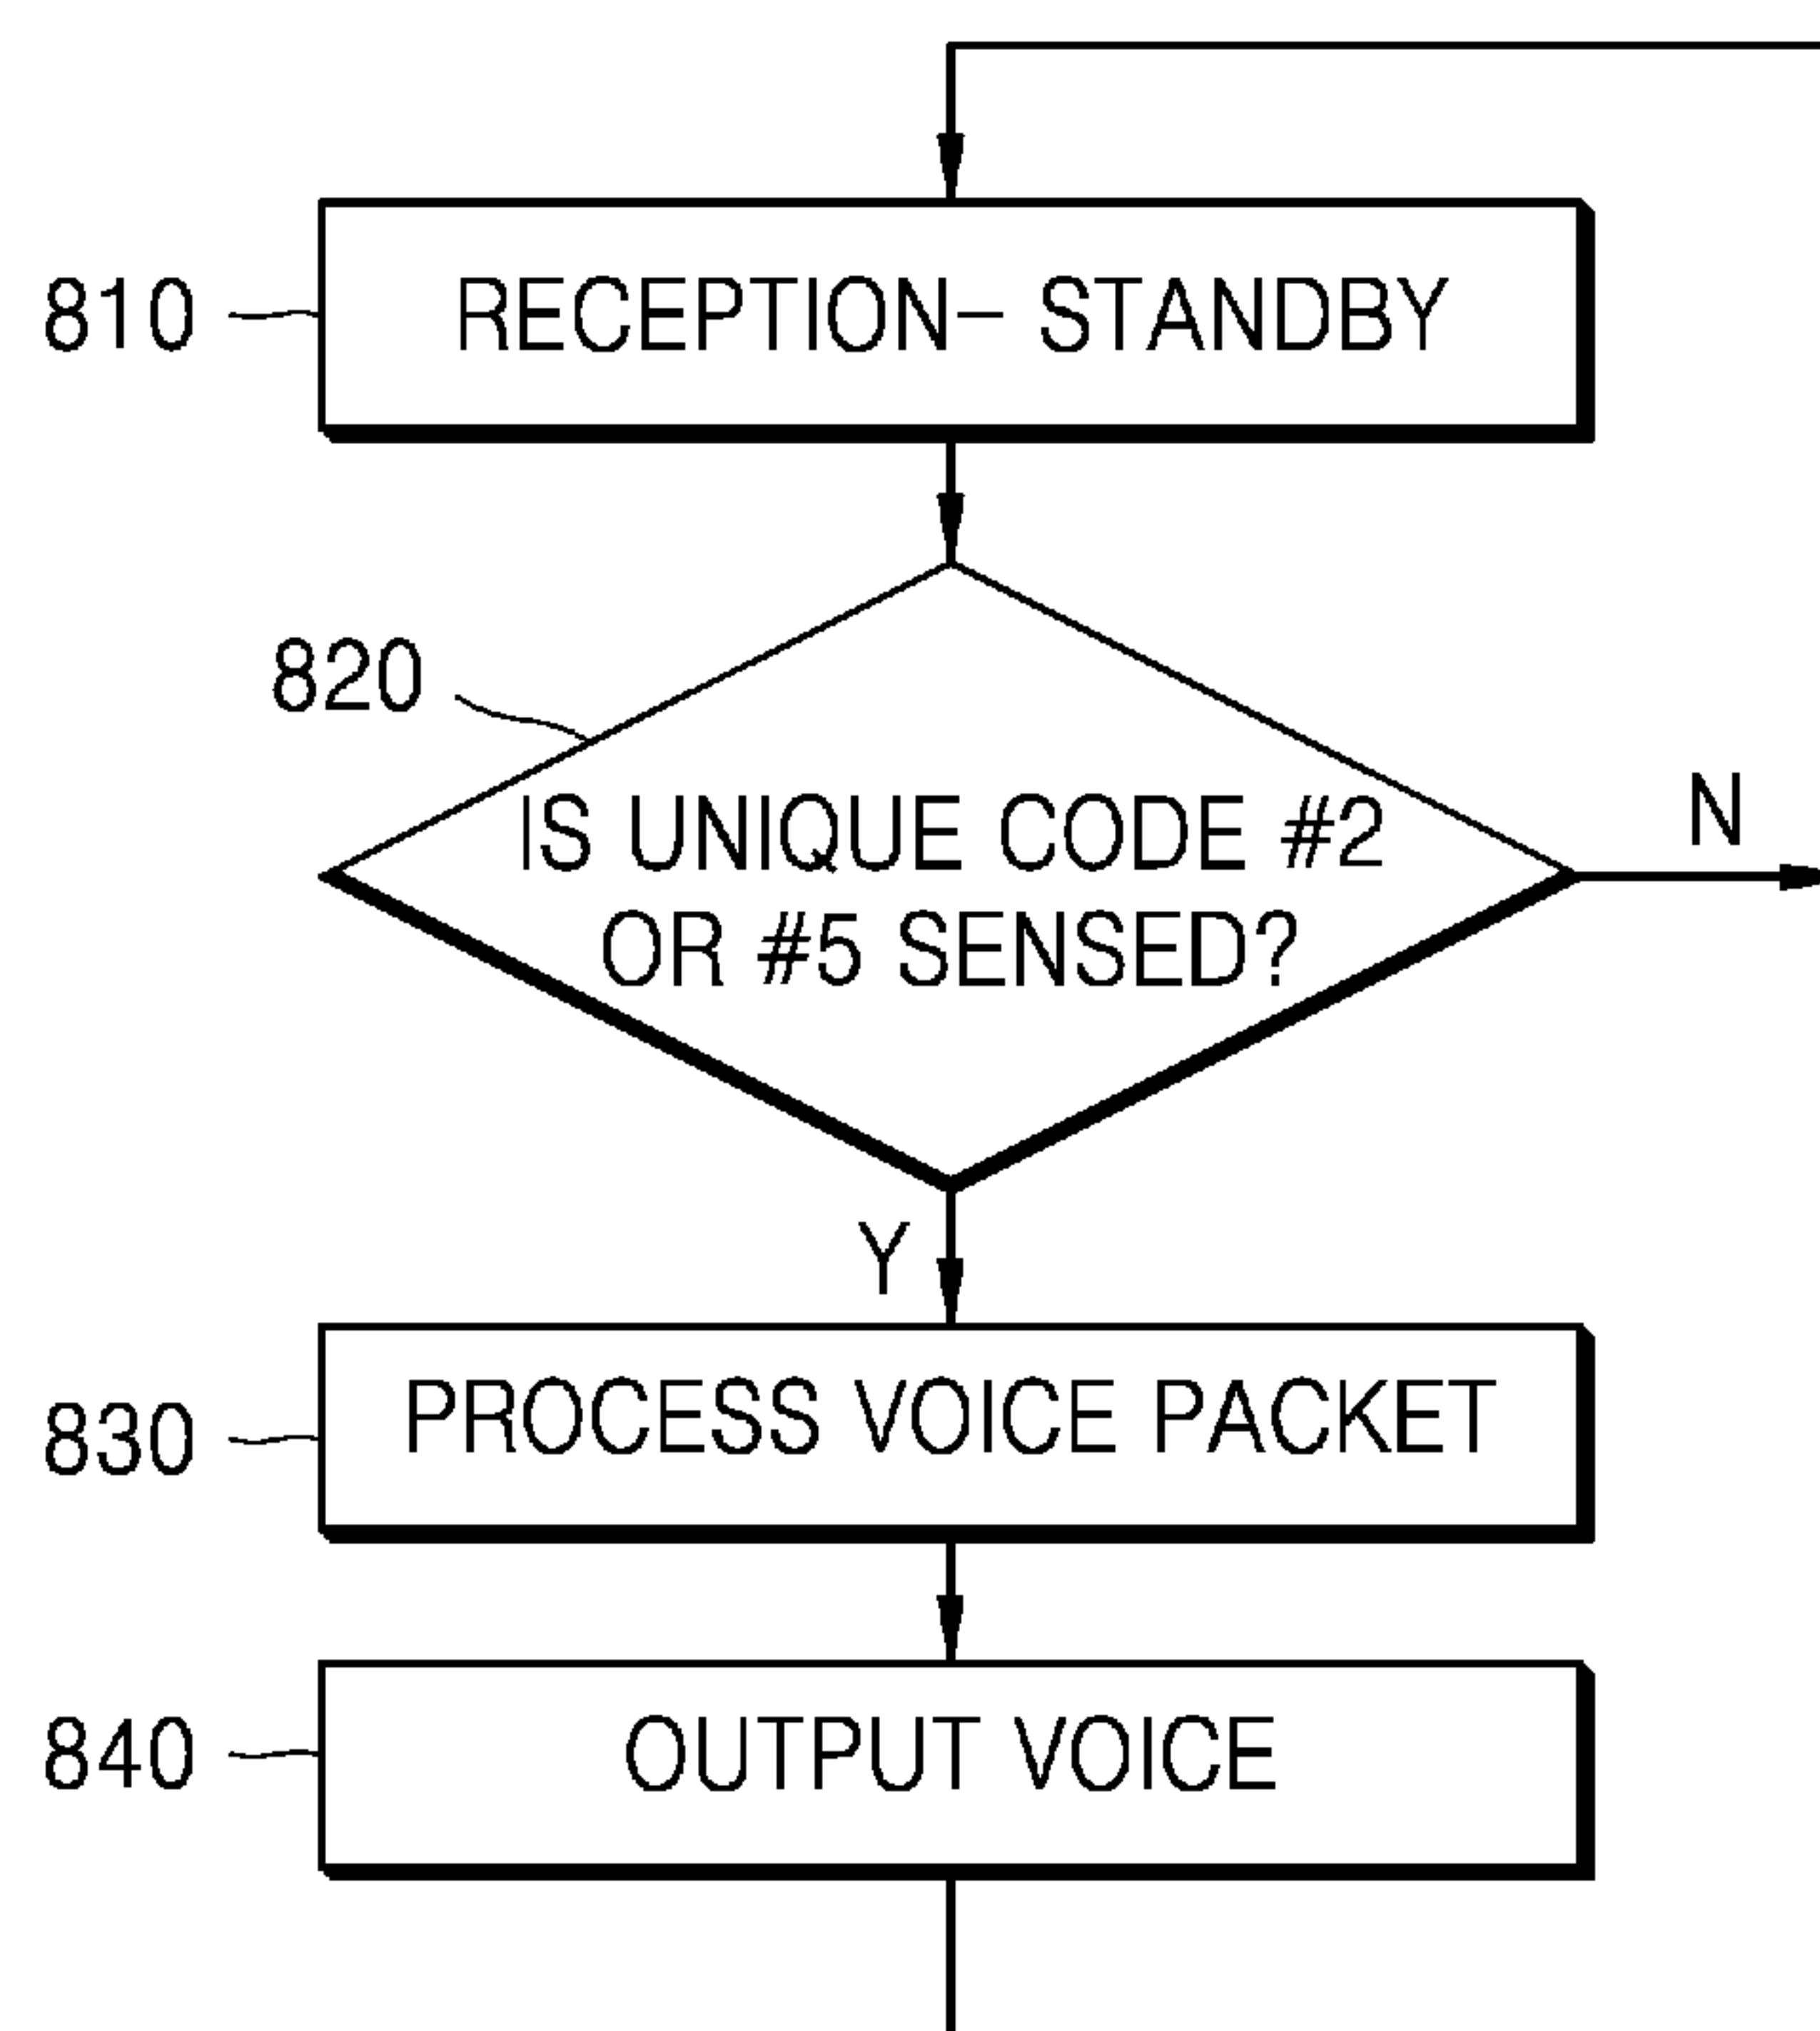 810
RECEPTION- STANDBY
820
IS UNIQUE CODE #2
OR #5 SENSED?
N
Y
830
PROCESS VOICE PACKET
840
OUTPUT VOICE